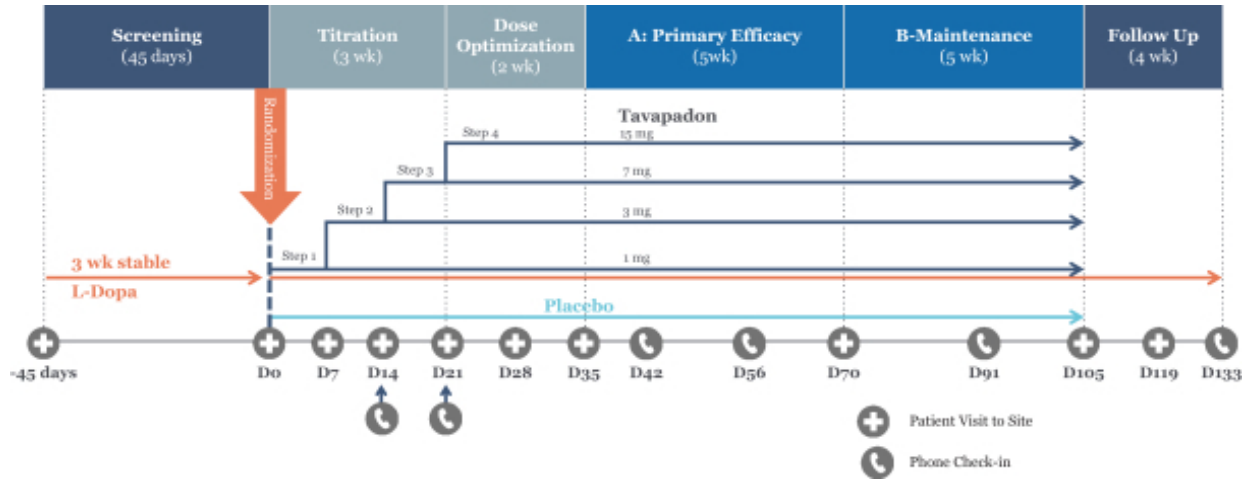 Screening
(45 days)
Titration
(3 wk)
Dose
Optimization
(2 wk)
A: Primary Efficacy
(5wk)
B-Maintenance
(5 wk)
Follow Up
(4 wk)
Randomization
Tavapadon
Step 4
15 mg
Step 3
7 mg
Step 2
3 mg
Step 1
1 mg
3 wk stable
L-Dopa
Placebo
-45 days
D0
D7
D14
D21
D28
D35
D42
D56
D70
D91
D105
D119
D133
Patient Visit to Site
Phone Check-in